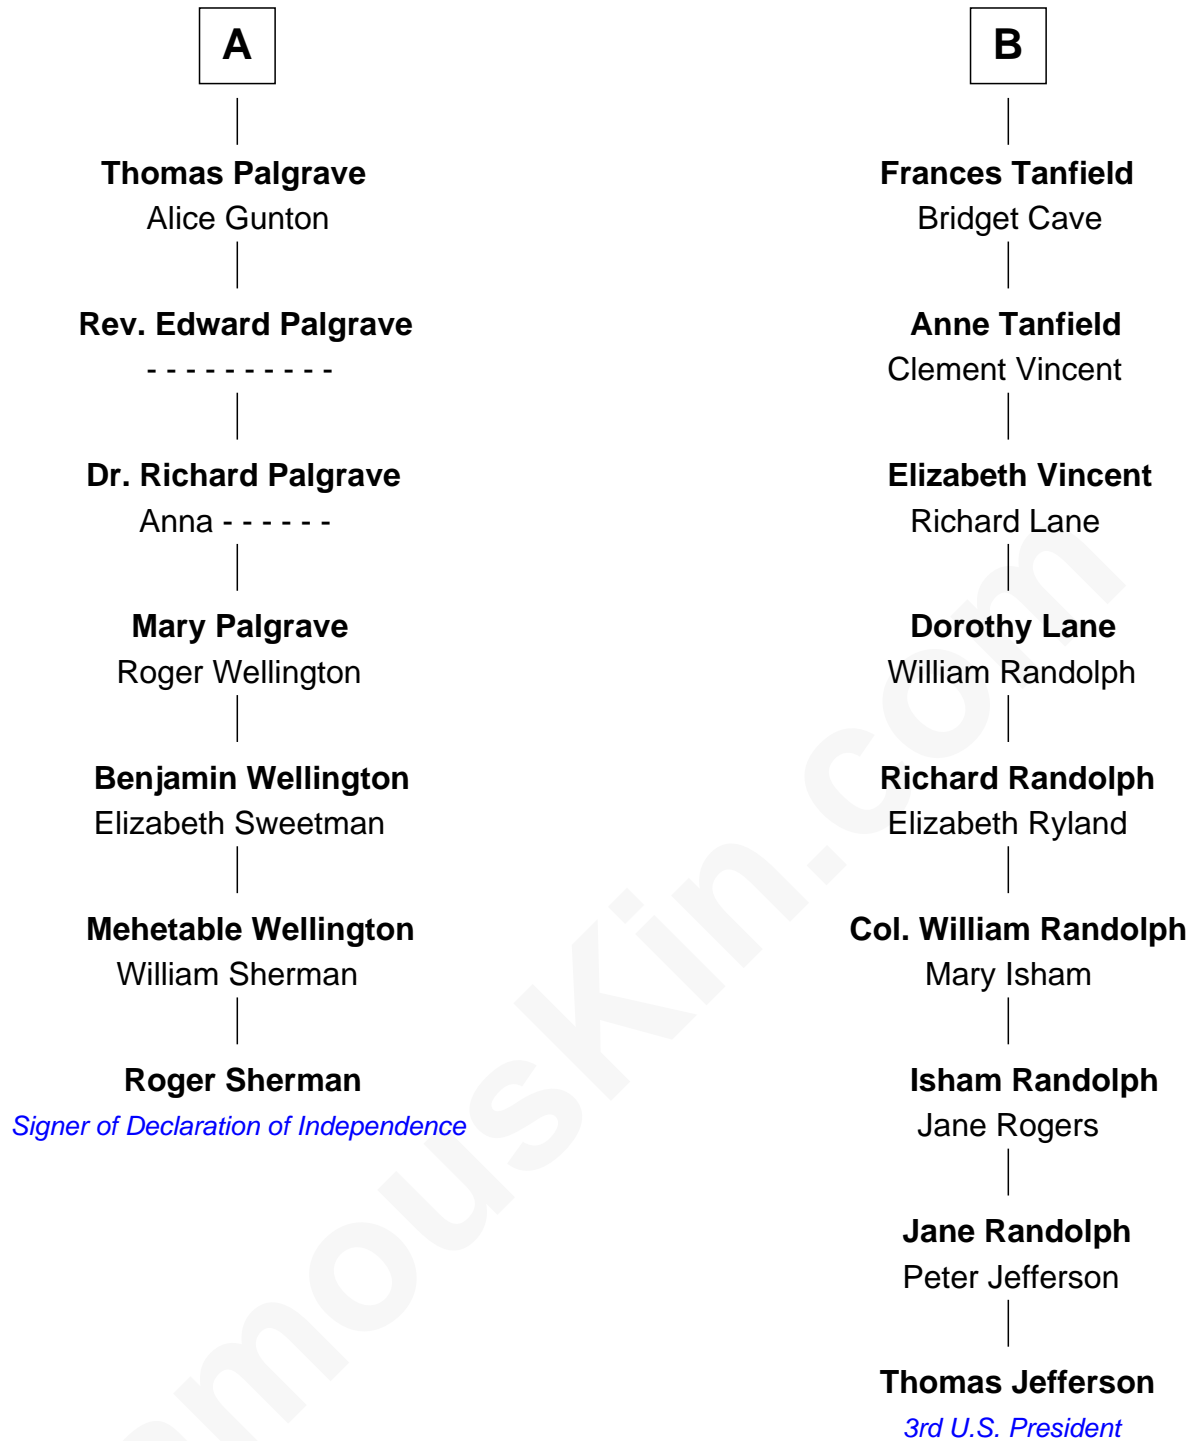 A
Thomas Palgrave
Alice Gunton
Rev. Edward Palgrave
- - - - - - - - - -
Dr. Richard Palgrave
Anna - - - - - -
Mary Palgrave
Roger Wellington
Benjamin Wellington
Elizabeth Sweetman
Mehetable Wellington
William Sherman
Roger Sherman
Signer of Declaration of Independence
B
Frances Tanfield
Bridget Cave
Anne Tanfield
Clement Vincent
Elizabeth Vincent
Richard Lane
Dorothy Lane
William Randolph
Richard Randolph
Elizabeth Ryland
Col. William Randolph
Mary Isham
Isham Randolph
Jane Rogers
Jane Randolph
Peter Jefferson
Thomas Jefferson
3rd U.S. President
amousKin.com